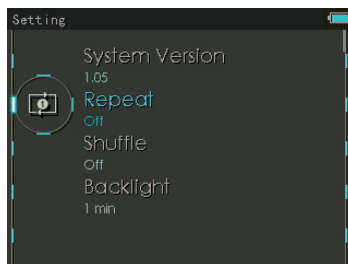 Setting
System Version
1.05
Repeat
Off
Shuffle
Off
Backlight
1 min